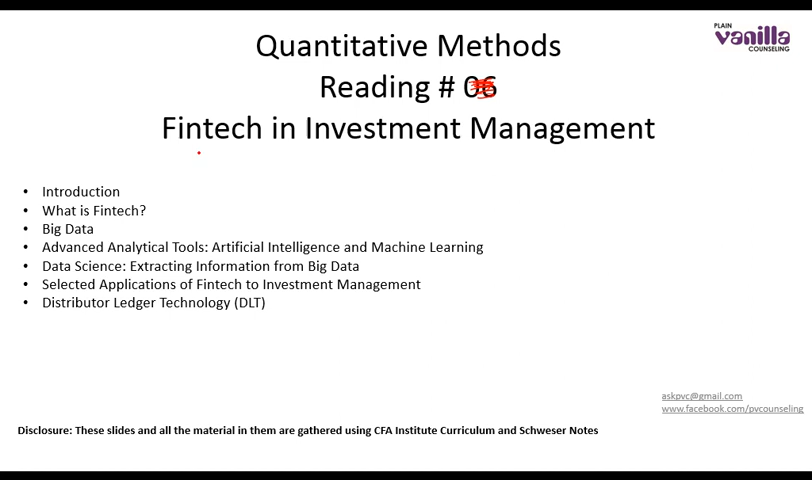 PLAIN
vanilla
COUNSELING
Quantitative Methods
Reading # 06
Fintech in Investment Management
• Introduction
• What is Fintech?
• Big Data
• Advanced Analytical Tools: Artificial Intelligence and Machine Learning
• Data Science: Extracting Information from Big Data
• Selected Applications of Fintech to Investment Management
• Distributor Ledger Technology (DLT)
askpvc@gmail.com
www.facebook.com/pvcounseling
Disclosure: These slides and all the material in them are gathered using CFA Institute Curriculum and Schweser Notes